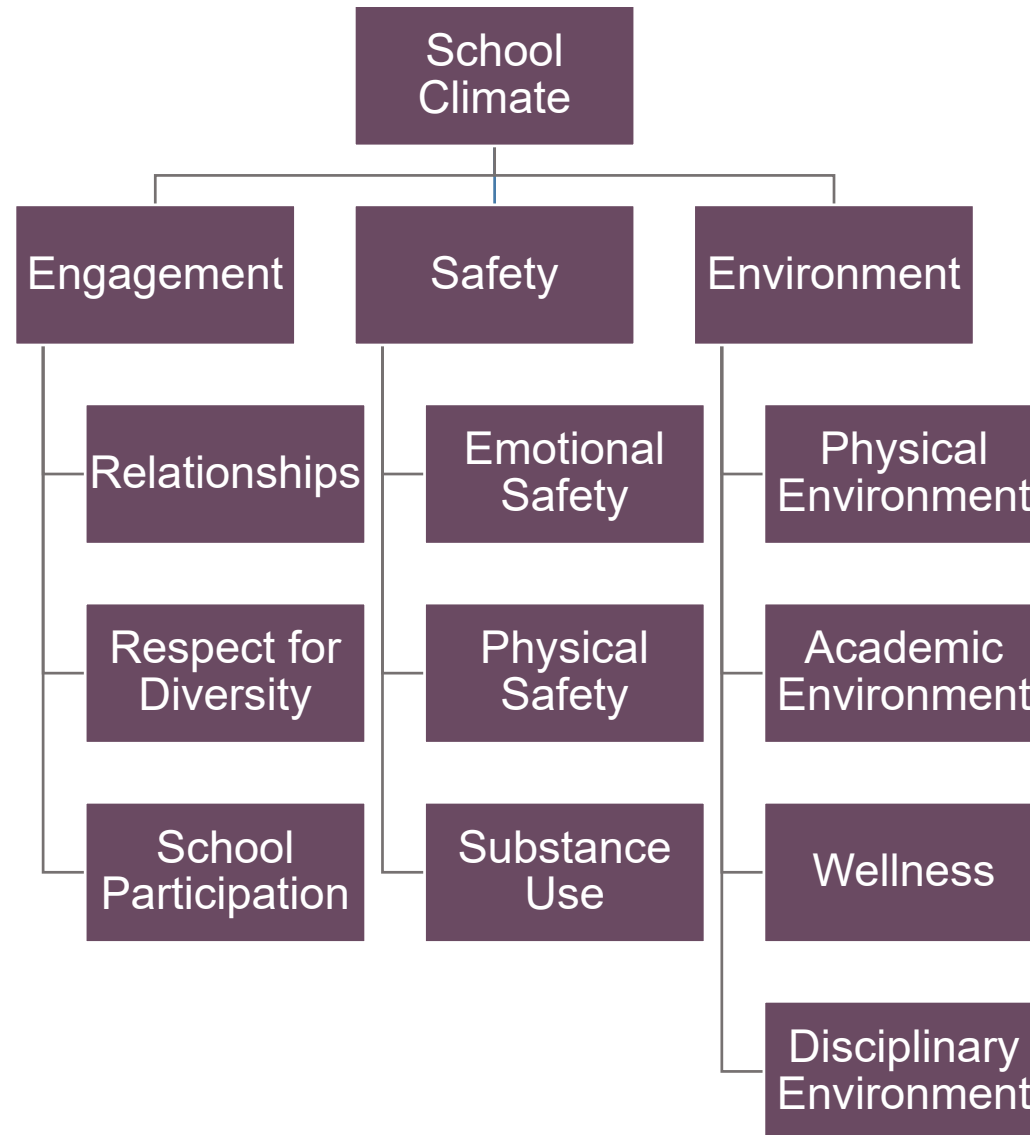 School
Climate
Engagement
Safety
Environment
Relationships
Emotional
Safety
Physical
Environment
Respect for
Diversity
Physical
Safety
Academic
Environment
School
Participation
Substance
Use
Wellness
Disciplinary
Environment